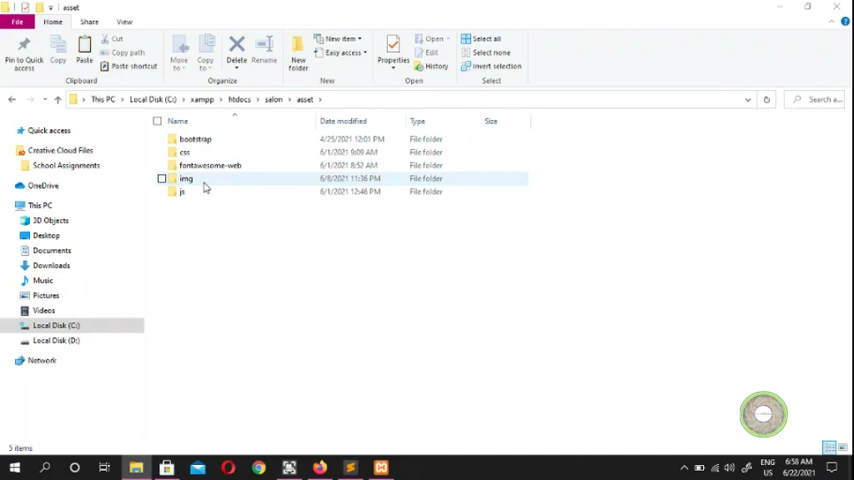 asset
File Home Share View
Pin to Quick access
Copy
Paste
Cut
Copy path
Paste shortcut
Clipboard
Move to
Copy to
Delete
Rename
Organize
New folder
New item
Easy access
New
Properties
Open
Edit
History
Open
Select all
Select none
Invert selection
Select
This PC > Local Disk (C:) > xampp > htdocs > salon > asset >
Search a...
Name Date modified Type Size
bootstrap 4/25/2021 12:01 PM File folder
css 6/1/2021 9:09 AM File folder
fontawesome-web 6/1/2021 8:52 AM File folder
img 6/8/2021 11:36 PM File folder
js 6/1/2021 12:46 PM File folder
Quick access
Creative Cloud Files
School Assignments
OneDrive
This PC
3D Objects
Desktop
Documents
Downloads
Music
Pictures
Videos
Local Disk (C:)
Local Disk (D:)
Network
5 items
ENG
US
6:58 AM
6/22/2021